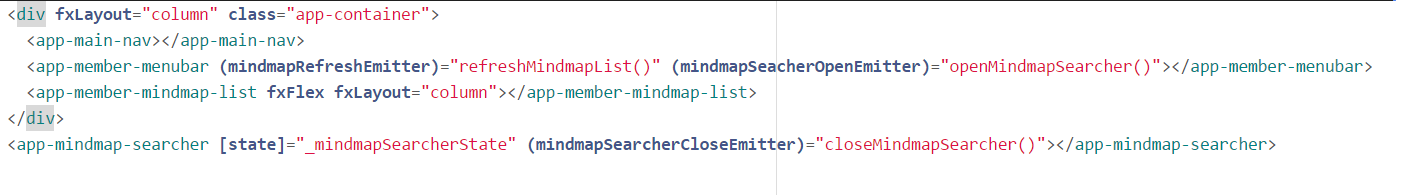 <div fxLayout="column" class="app-container">
  <app-main-nav></app-main-nav>
  <app-member-menubar (mindmapRefreshEmitter)="refreshMindmapList()" (mindmapSeacherOpenEmitter)="openMindmapSearcher()"></app-member-menubar>
  <app-member-mindmap-list fxFlex fxLayout="column"></app-member-mindmap-list>
</div>
<app-mindmap-searcher [state]="_mindmapSearcherState" (mindmapSearcherCloseEmitter)="closeMindmapSearcher()"></app-mindmap-searcher>